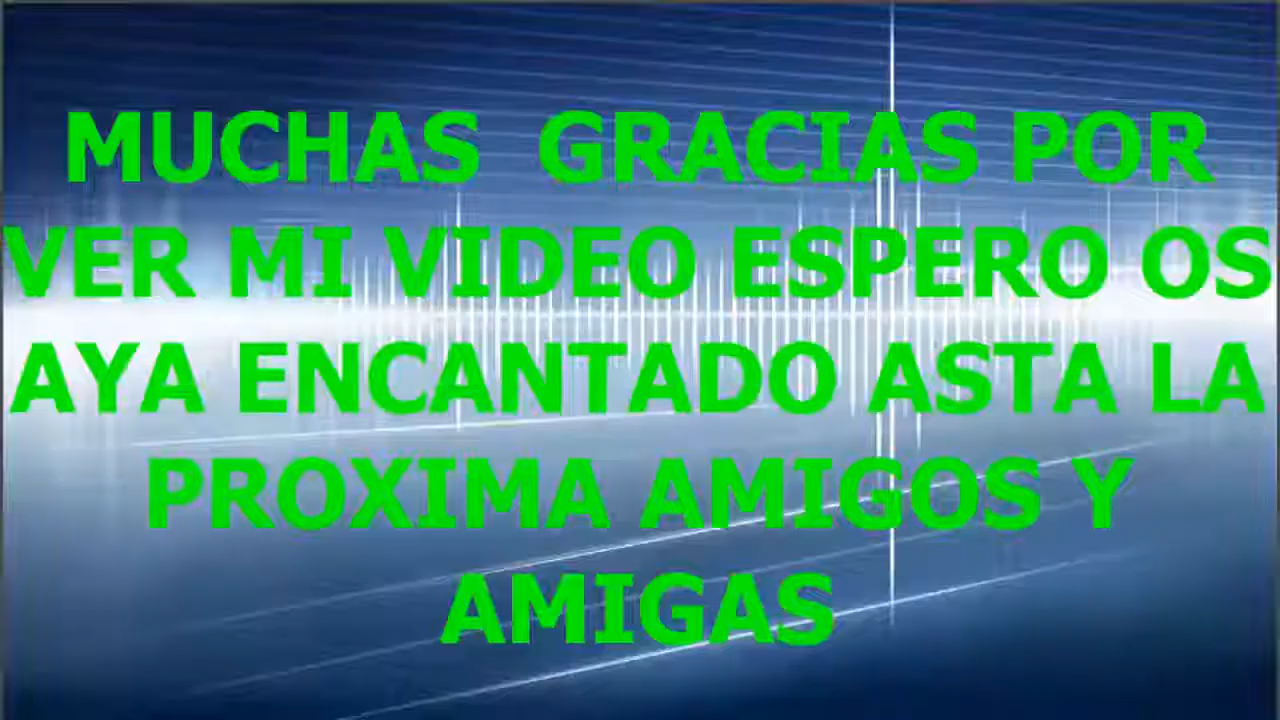 MUCHAS  GRACIAS POR
VER MI VIDEO ESPERO OS
AYA ENCANTADO ASTA LA
PROXIMA AMIGOS Y
AMIGAS